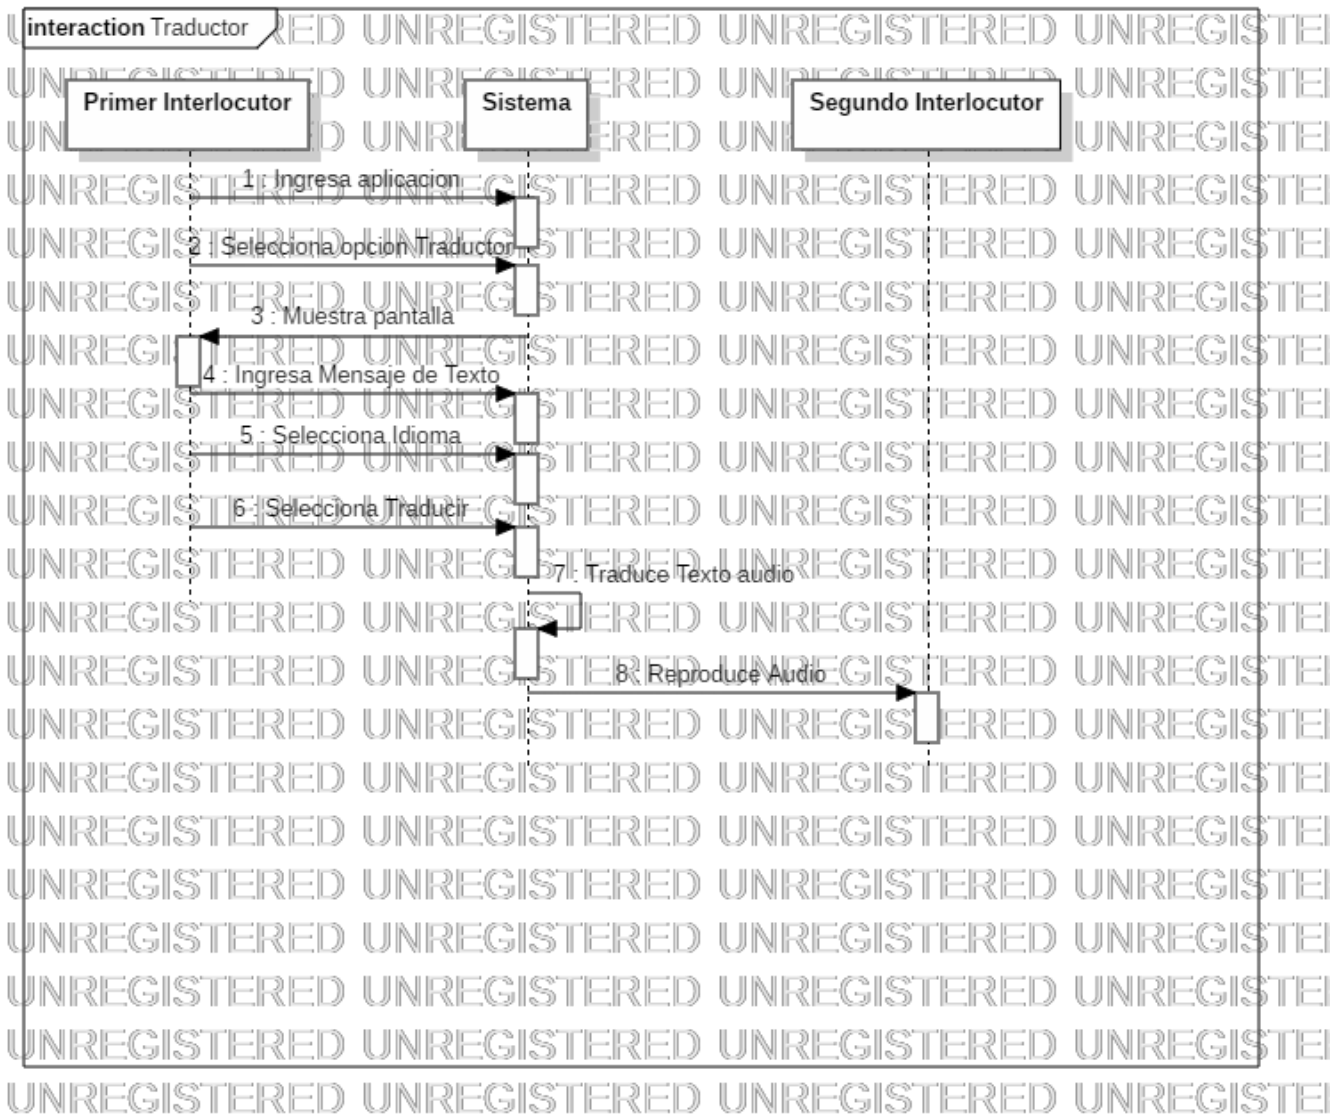 interaction Traductor
Primer Interlocutor
Sistema
Segundo Interlocutor
1 : Ingresa aplicacion
2 : Selecciona opcion Traductor
3 : Muestra pantalla
4 : Ingresa Mensaje de Texto
5 : Selecciona Idioma
6 : Selecciona Traducir
7 : Traduce Texto audio
8 : Reproduce Audio
UNREGISTERED UNREGISTERED UNREGISTERED UNREGISTE